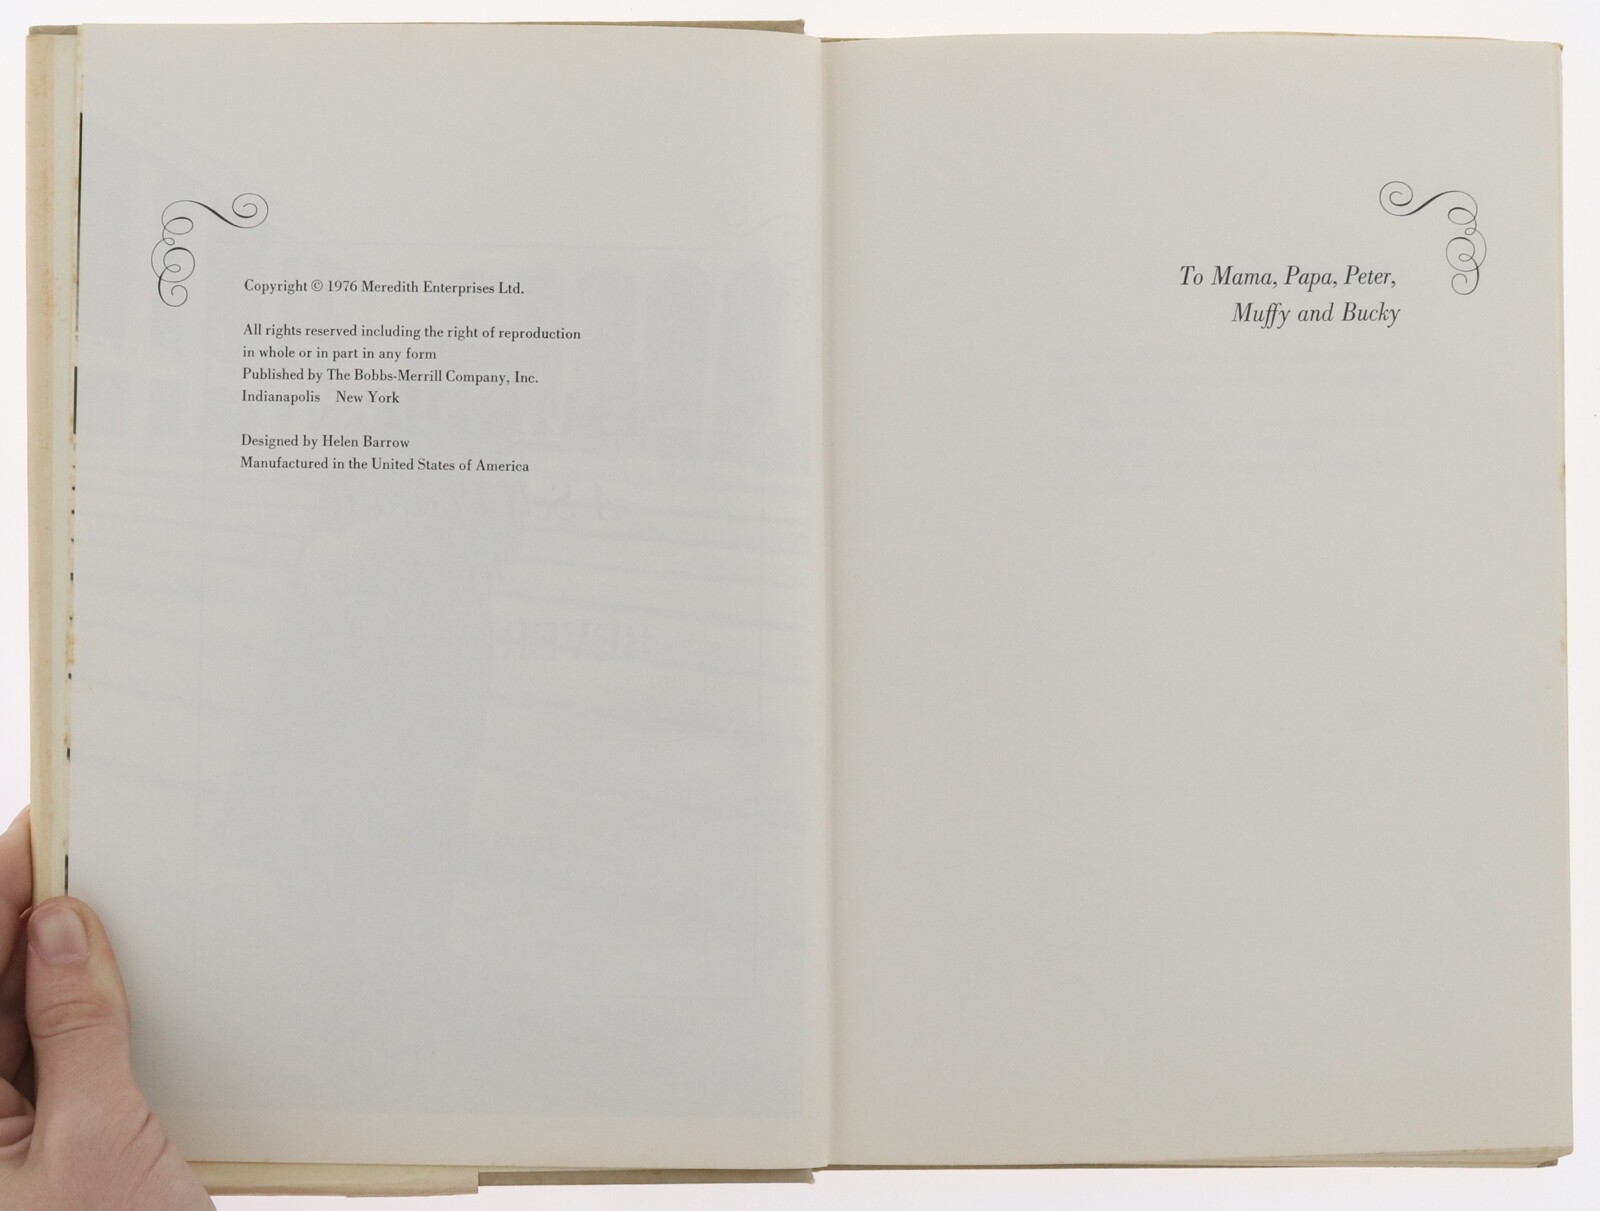 Copyright © 1976 Meredith Enterprises Ltd.
All rights reserved including the right of reproduction
in whole or in part in any form
Published by The Bobbs-Merrill Company, Inc.
Indianapolis New York
Designed by Helen Barrow
Manufactured in the United States of America
To Mama, Papa, Peter,
Muffy and Bucky